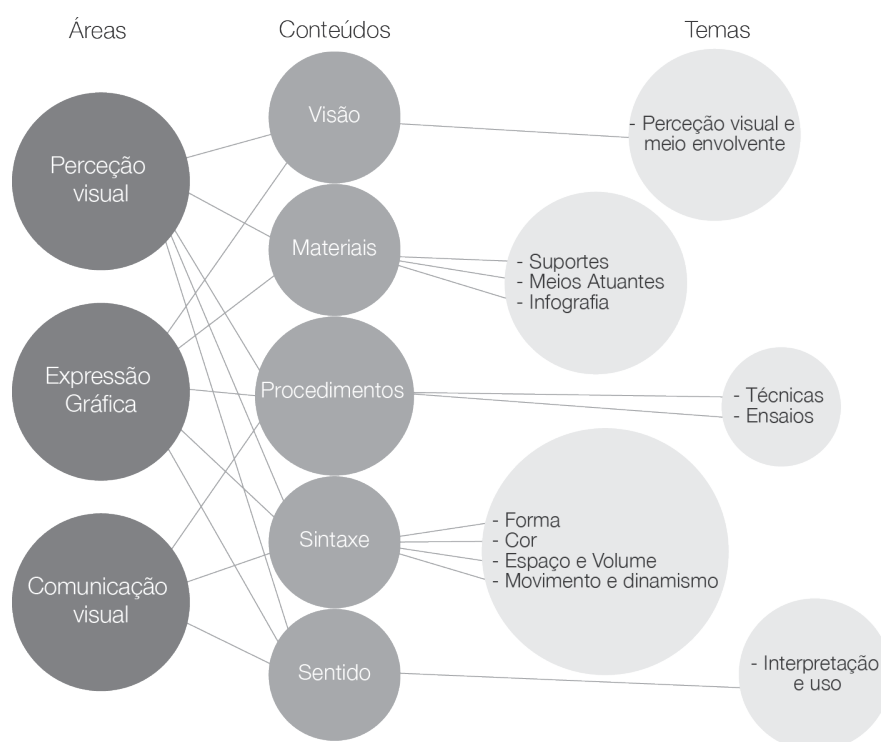 Áreas
Conteúdos
Temas
Perceção
visual
Expressão
Gráfica
Comunicação
visual
Visão
Materiais
Procedimentos
Sintaxe
Sentido
- Perceção visual e
meio envolvente
- Suportes
- Meios Atuantes
- Infografia
- Técnicas
- Ensaios
- Forma
- Cor
- Espaço e Volume
- Movimento e dinamismo
- Interpretação
e uso